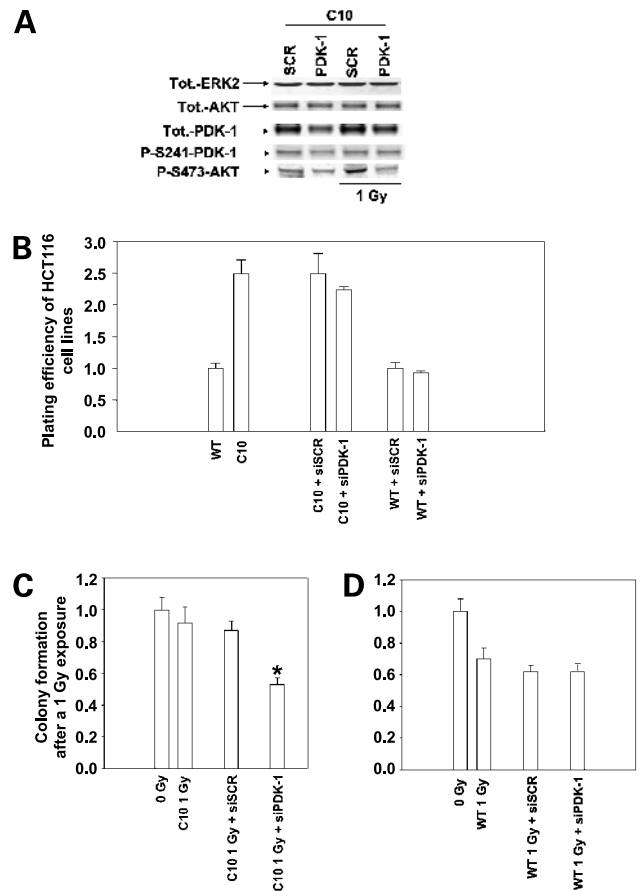 A
C10
SCR
PDK-1
SCR
PDK-1
Tot.-ERK2
Tot.-AKT
Tot.-PDK-1
P-S241-PDK-1
P-S473-AKT
1 Gy
B
Plating efficiency of HCT116
cell lines
3.0
2.5
2.0
1.5
1.0
0.5
0.0
WT
C10
C10 + siSCR
C10 + siPDK-1
WT + siSCR
WT + siPDK-1
C
Colony formation
after a 1 Gy exposure
1.2
1.0
0.8
0.6
0.4
0.2
0.0
*
0 Gy
C10 1 Gy
C10 1 Gy + siSCR
C10 1 Gy + siPDK-1
D
1.2
1.0
0.8
0.6
0.4
0.2
0.0
0 Gy
WT 1 Gy
WT 1 Gy + siSCR
WT 1 Gy + siPDK-1